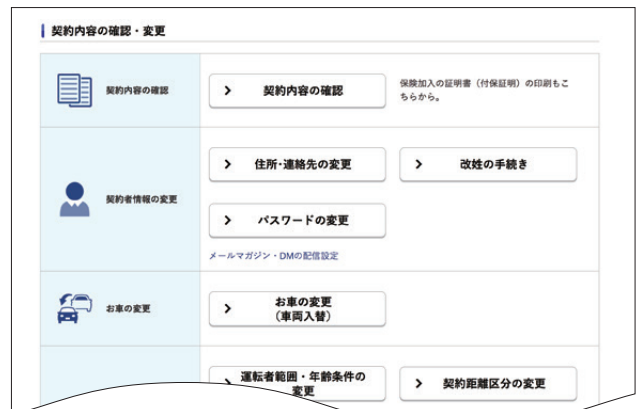 契約内容の確認・変更
契約内容の確認
契約内容の確認
保険加入の証明書（付保証明）の印刷もこ
ちらから。
契約者情報の変更
住所・連絡先の変更
改姓の手続き
パスワードの変更
メールマガジン・DMの配信設定
お車の変更
お車の変更
（車両入替）
運転者範囲・年齢条件の
変更
契約距離区分の変更